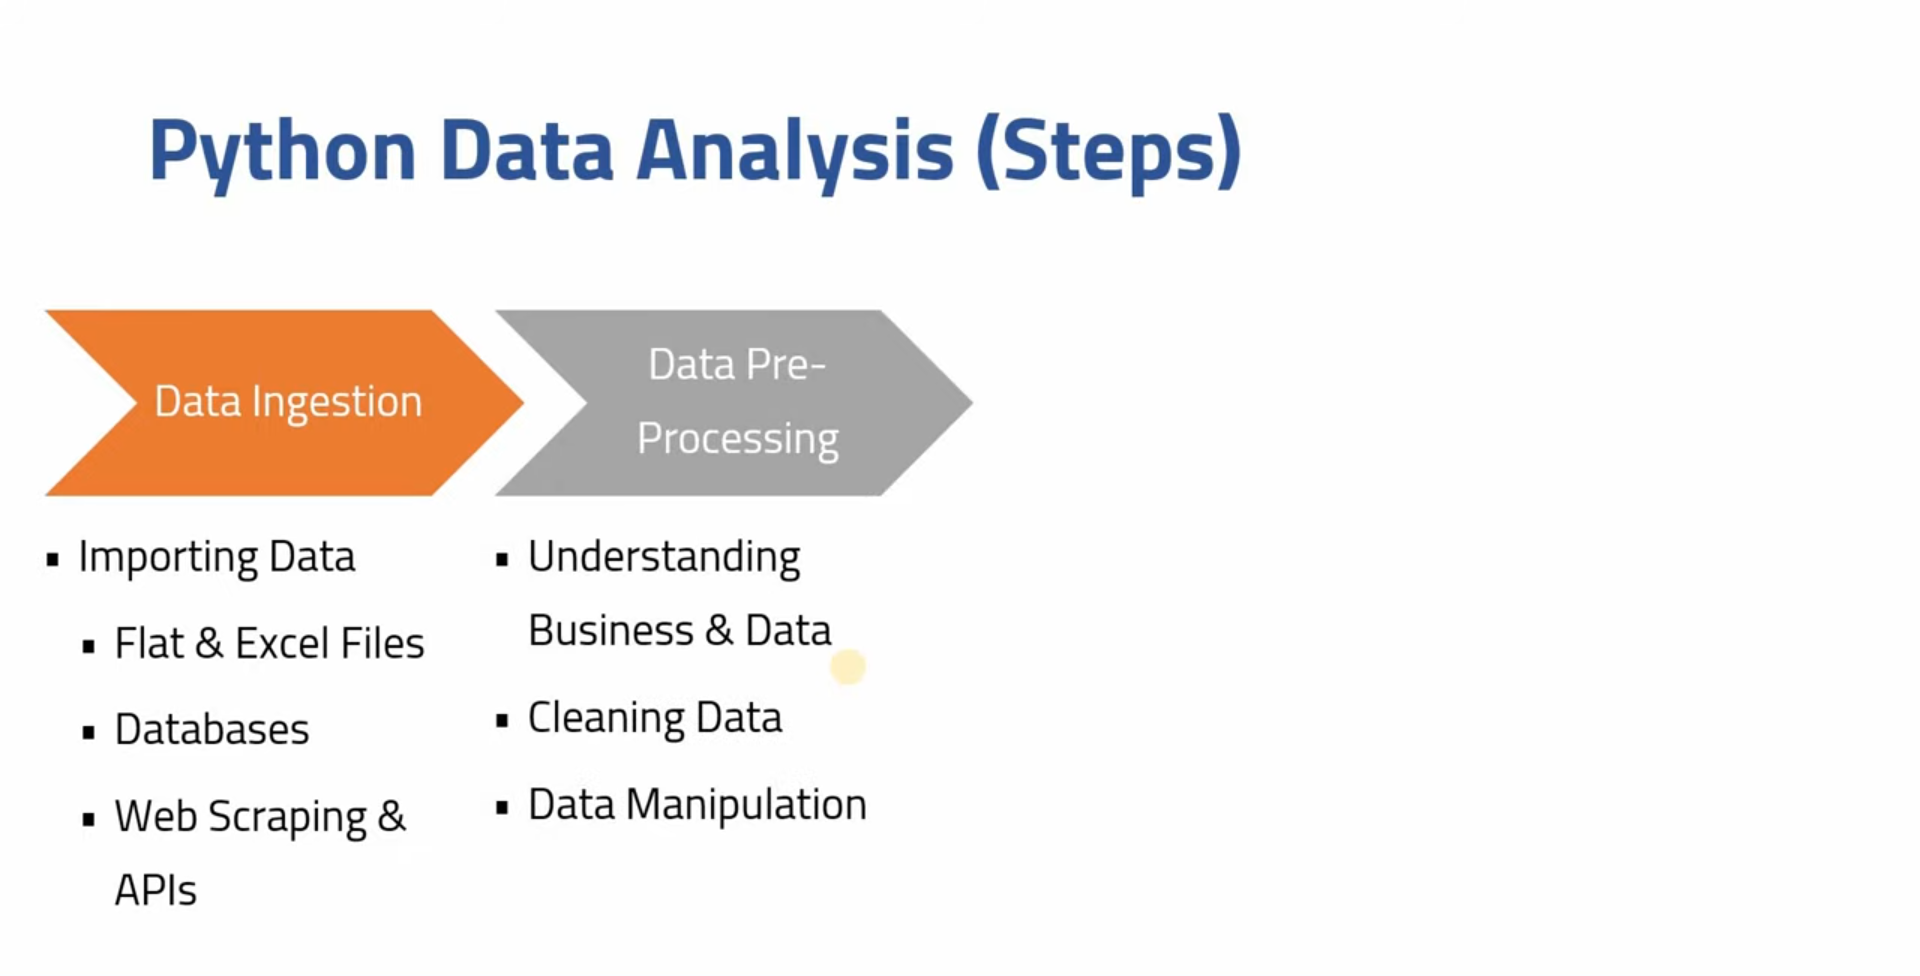 Python Data Analysis (Steps)
Data Ingestion
▪ Importing Data
▪ Flat & Excel Files
▪ Databases
▪ Web Scraping &
APIs
Data Pre-
Processing
▪ Understanding
Business & Data
▪ Cleaning Data
▪ Data Manipulation